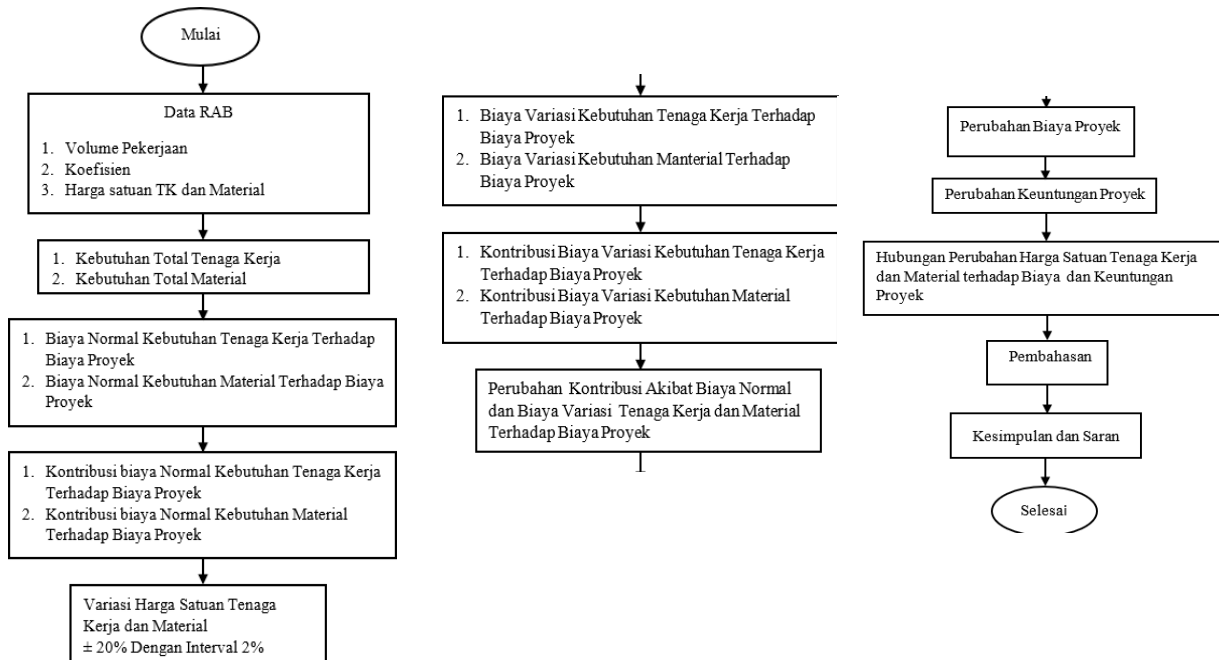 Mulai
Data RAB
1. Volume Pekerjaan
2. Koefisien
3. Harga satuan TK dan Material
1. Kebutuhan Total Tenaga Kerja
2. Kebutuhan Total Material
1. Biaya Normal Kebutuhan Tenaga Kerja Terhadap
Biaya Proyek
2. Biaya Normal Kebutuhan Material Terhadap Biaya
Proyek
1. Kontribusi biaya Normal Kebutuhan Tenaga Kerja
Terhadap Biaya Proyek
2. Kontribusi biaya Normal Kebutuhan Material
Terhadap Biaya Proyek
Variasi Harga Satuan Tenaga
Kerja dan Material
± 20% Dengan Interval 2%
1. Biaya Variasi Kebutuhan Tenaga Kerja Terhadap
Biaya Proyek
2. Biaya Variasi Kebutuhan Manterial Terhadap
Biaya Proyek
1. Kontribusi Biaya Variasi Kebutuhan Tenaga Kerja
Terhadap Biaya Proyek
2. Kontribusi Biaya Variasi Kebutuhan Material
Terhadap Biaya Proyek
Perubahan Kontribusi Akibat Biaya Normal
dan Biaya Variasi Tenaga Kerja dan Material
Terhadap Biaya Proyek
Perubahan Biaya Proyek
Perubahan Keuntungan Proyek
Hubungan Perubahan Harga Satuan Tenaga Kerja
dan Material terhadap Biaya dan Keuntungan
Proyek
Pembahasan
Kesimpulan dan Saran
Selesai